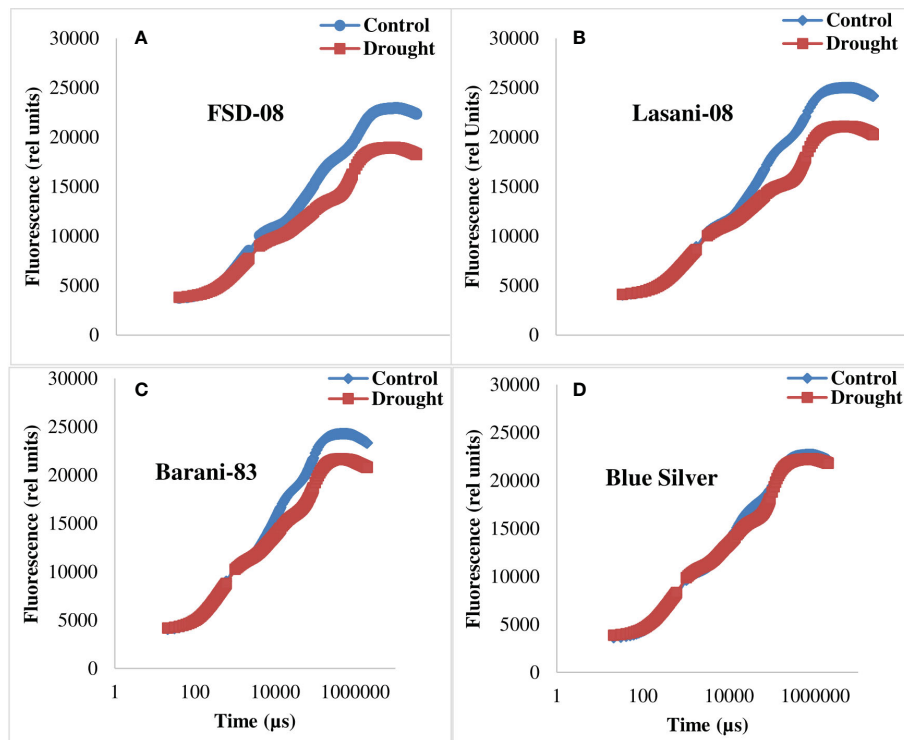 A
Control
Drought
FSD-08
Fluorescence (rel units)
30000
25000
20000
15000
10000
5000
0
1
B
Control
Drought
Lasani-08
Fluorescence (rel Units)
30000
25000
20000
15000
10000
5000
0
1
C
Control
Drought
Barani-83
Fluorescence (rel units)
30000
25000
20000
15000
10000
5000
0
1
100
10000
1000000
Time (µs)
D
Control
Drought
Blue Silver
Fluorescence (rel units)
30000
25000
20000
15000
10000
5000
0
1
100
10000
1000000
Time (µs)